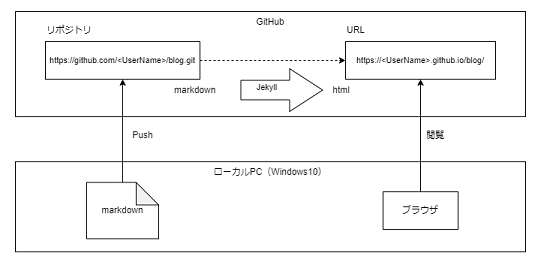 GitHub
リポジトリ
URL
https://github.com/<UserName>/blog.git
https://<UserName>.github.io/blog/
markdown
Jekyll
html
Push
閲覧
ローカルPC（Windows10）
markdown
ブラウザ